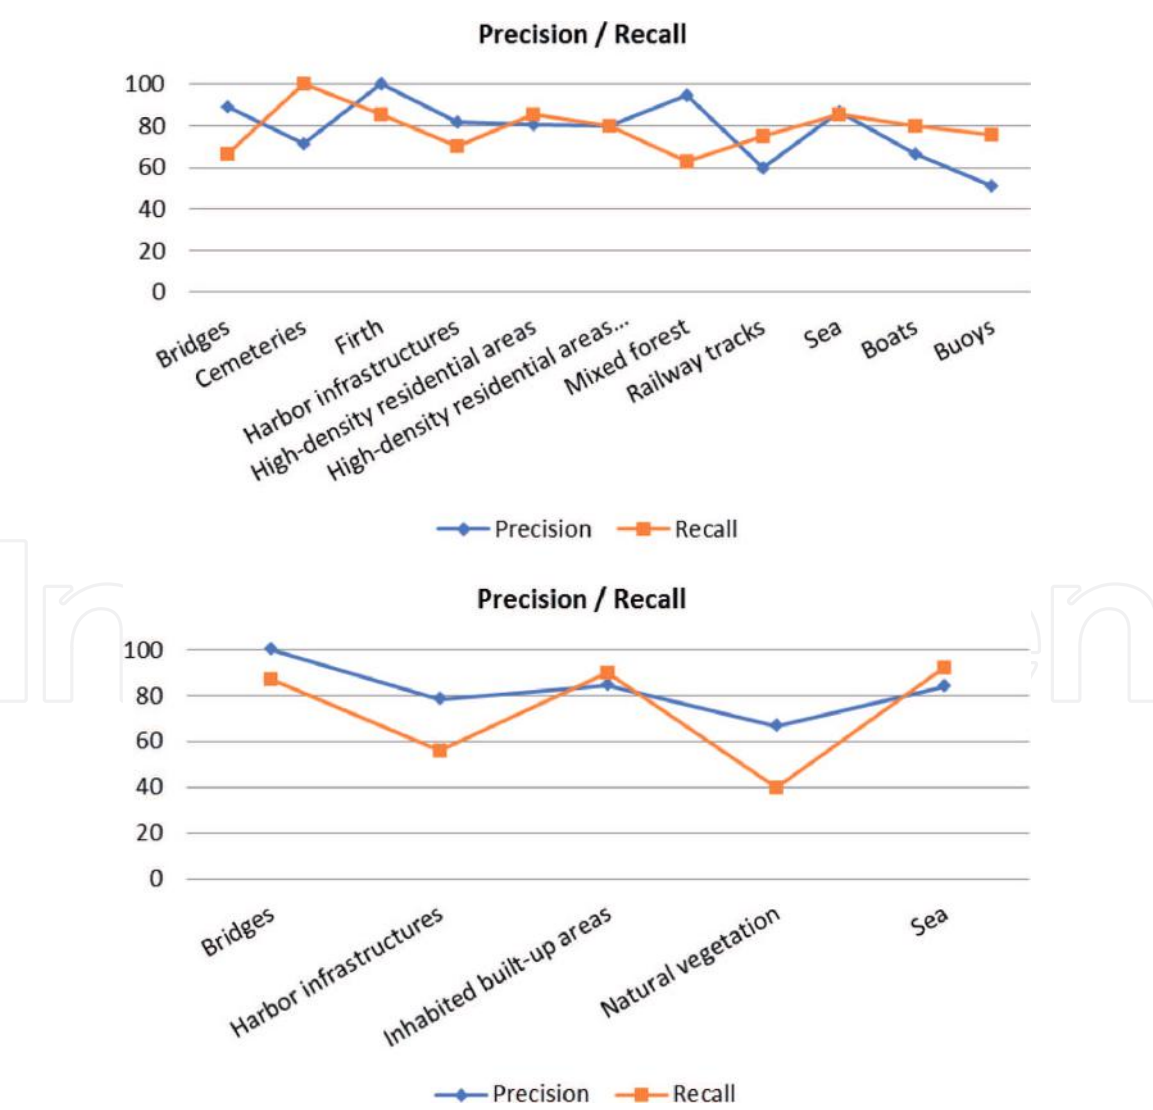 Precision / Recall
100
80
60
40
20
0
Bridges
Cemeteries
Firth
Harbor infrastructures
High-density residential areas
High-density residential areas...
Mixed forest
Railway tracks
Sea
Boats
Buoys
Precision Recall
Precision / Recall
100
80
60
40
20
0
Bridges
Harbor infrastructures
Inhabited built-up areas
Natural vegetation
Sea
Precision Recall